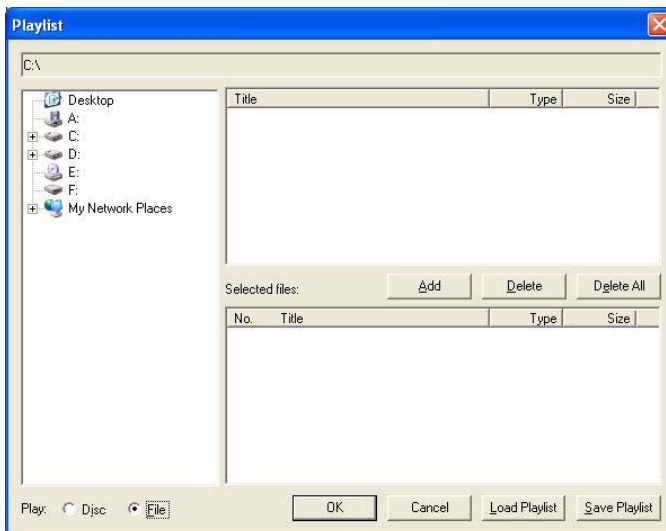 Playlist
C:\
Desktop
A:
C:
D:
E:
F:
My Network Places
Title Type Size
Selected files: Add Delete Delete All
No. Title Type Size
Play: Disc File OK Cancel Load Playlist Save Playlist